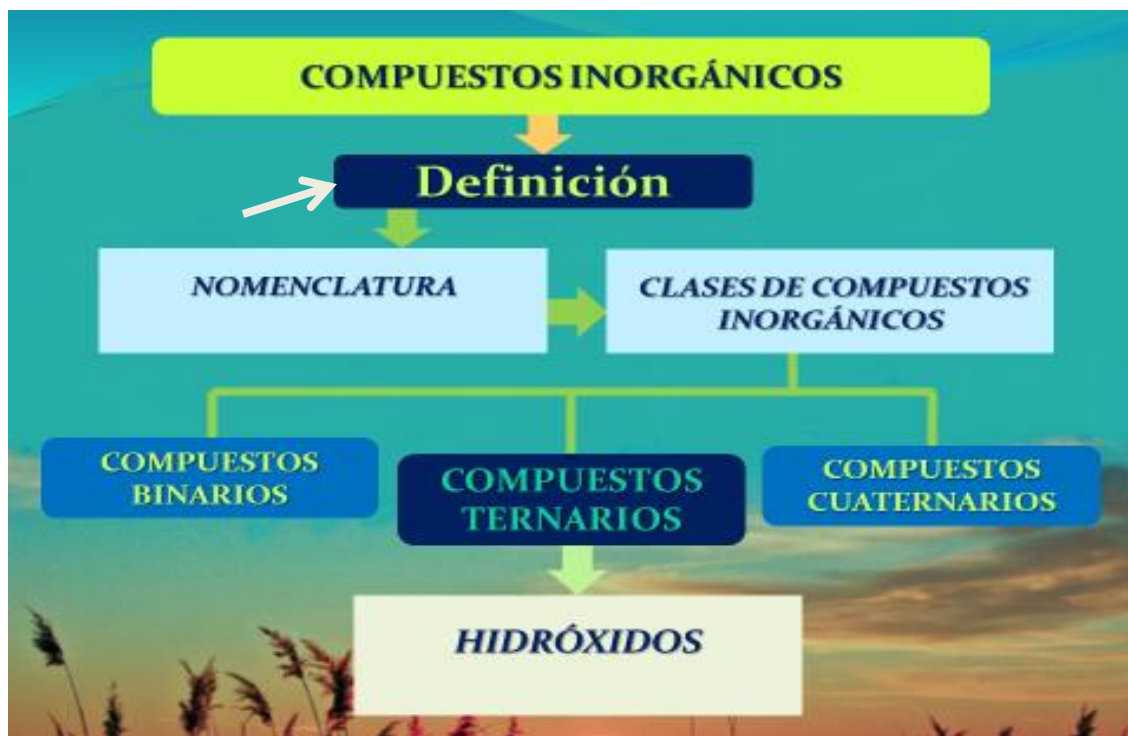 COMPUESTOS INORGÁNICOS
Definición
NOMENCLATURA
CLASES DE COMPUESTOS
INORGÁNICOS
COMPUESTOS
BINARIOS
COMPUESTOS
TERNARIOS
COMPUESTOS
CUATERNARIOS
HIDRÓXIDOS